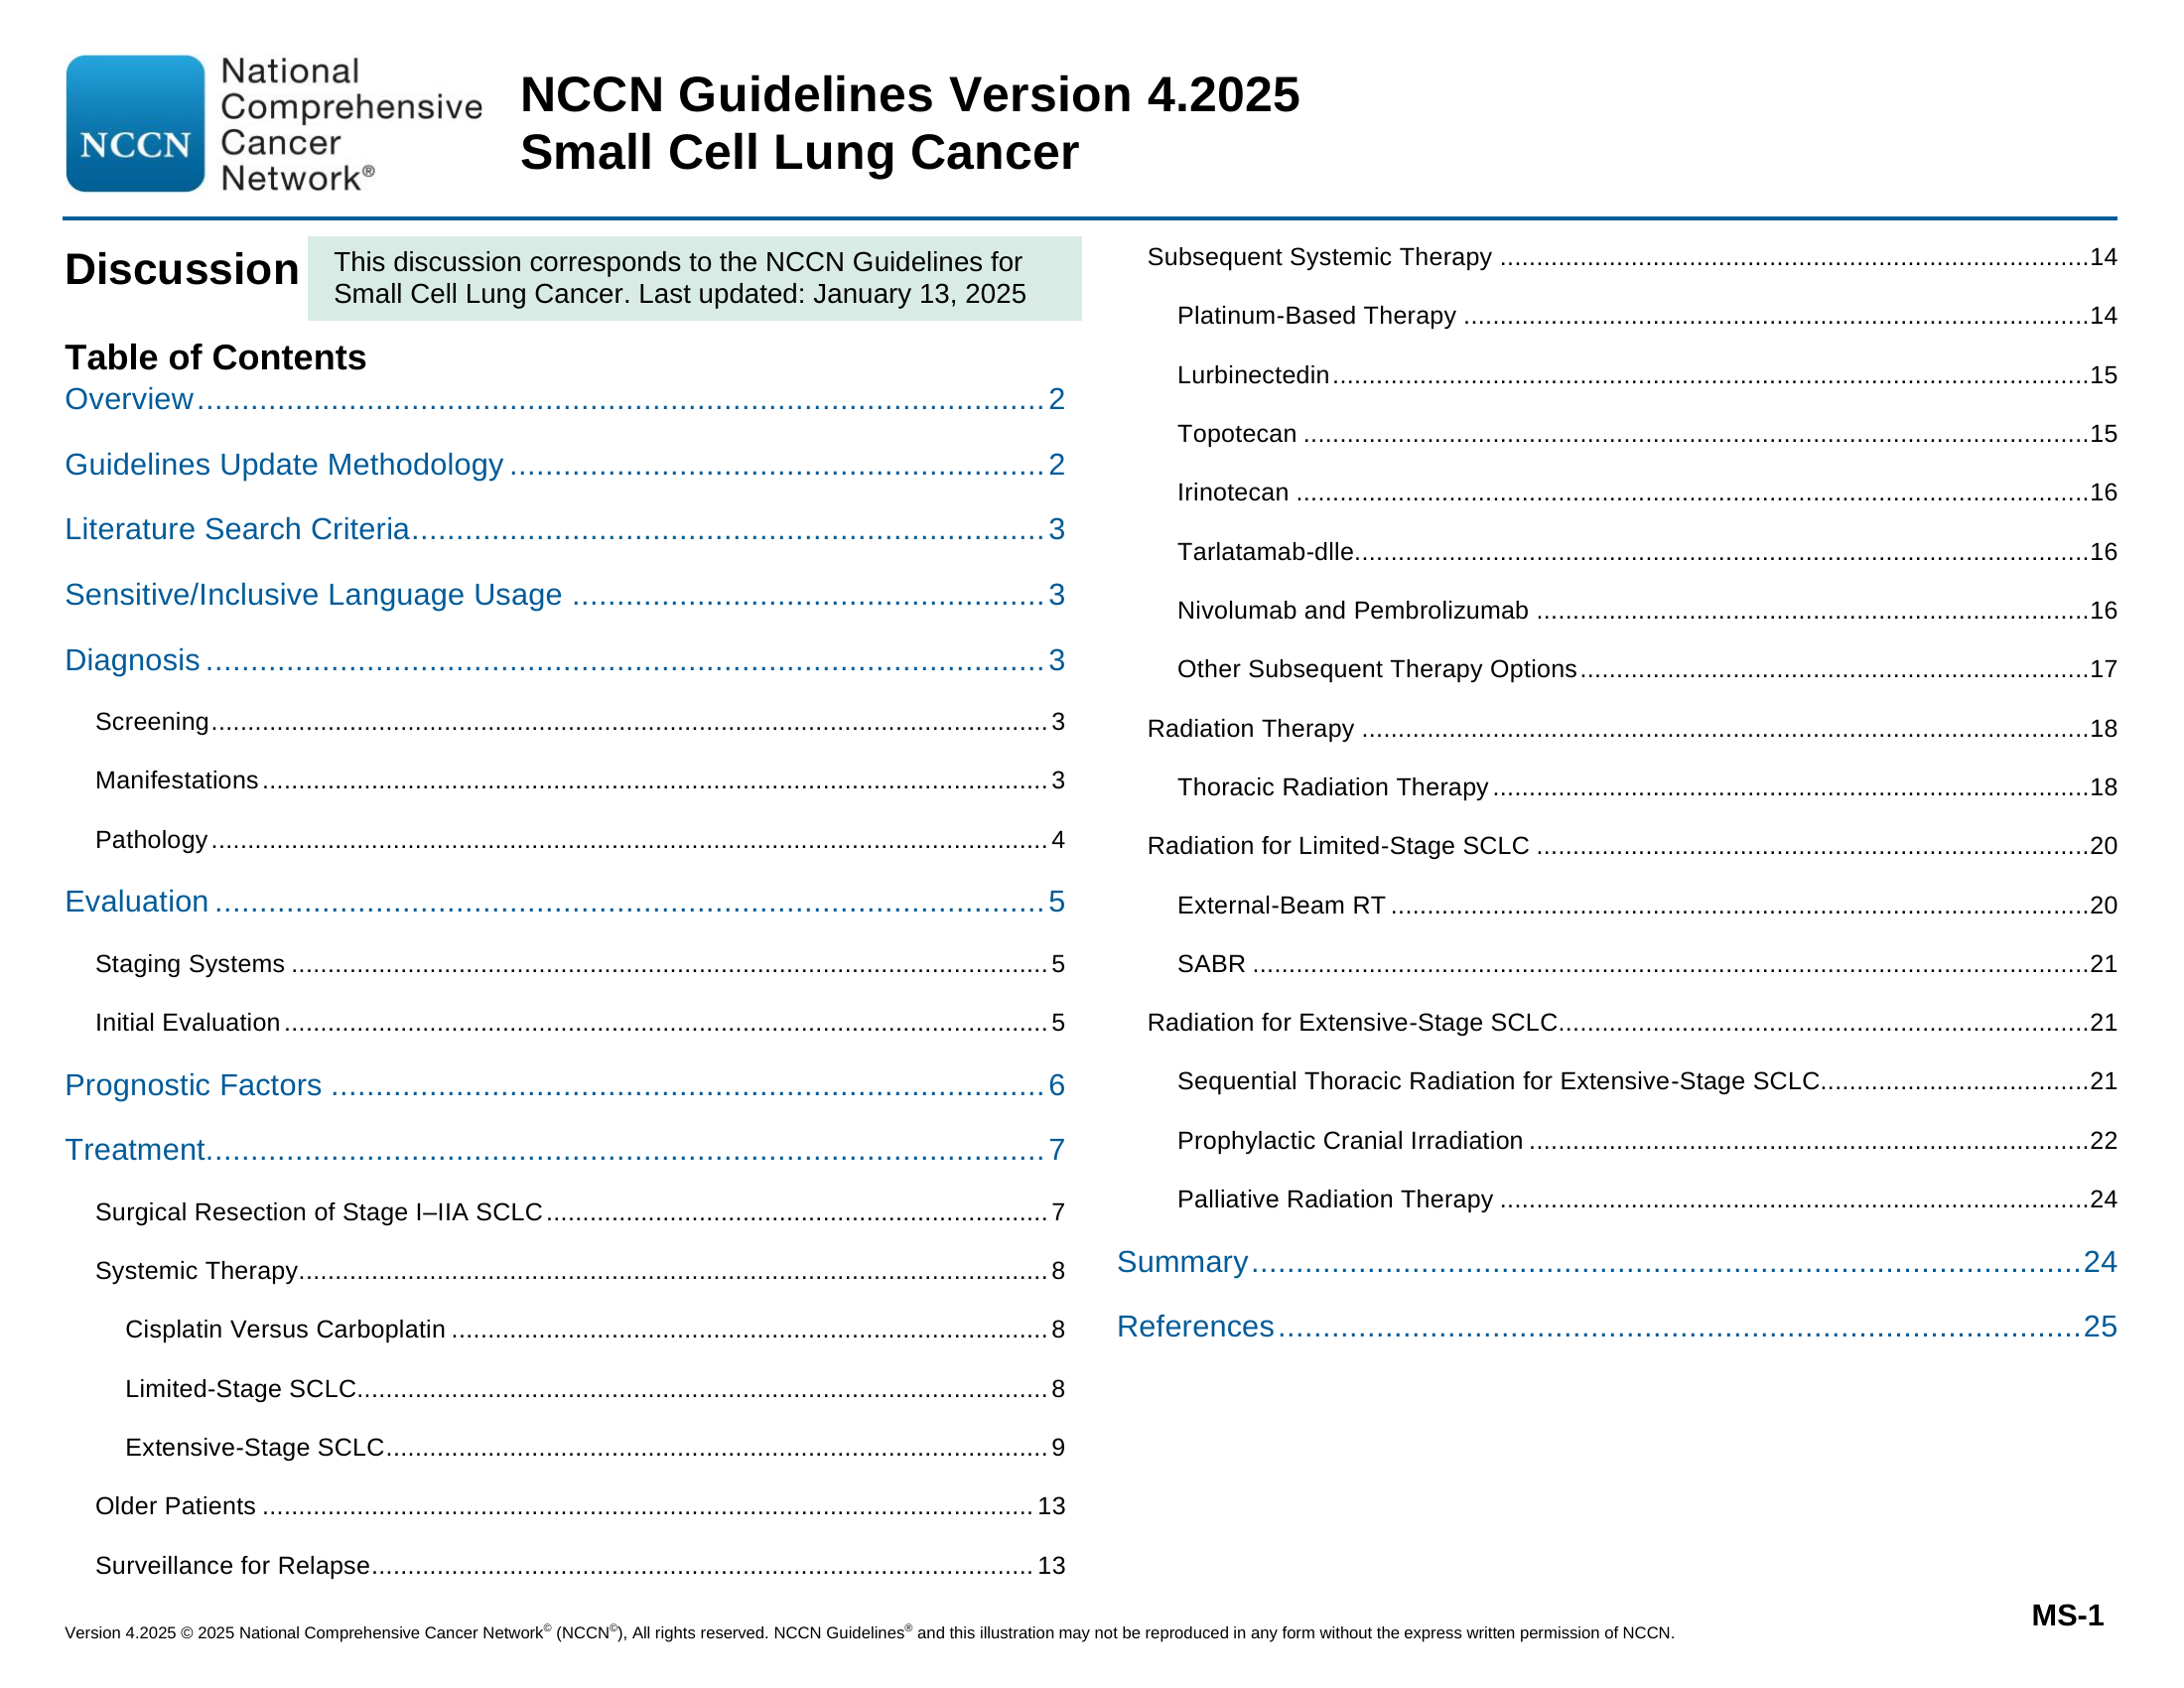 NCCN
National
Comprehensive
Cancer
Network®
NCCN Guidelines Version 4.2025
Small Cell Lung Cancer
Discussion
This discussion corresponds to the NCCN Guidelines for
Small Cell Lung Cancer. Last updated: January 13, 2025
Table of Contents
Overview 2
Guidelines Update Methodology 2
Literature Search Criteria 3
Sensitive/Inclusive Language Usage 3
Diagnosis 3
Screening 3
Manifestations 3
Pathology 4
Evaluation 5
Staging Systems 5
Initial Evaluation 5
Prognostic Factors 6
Treatment 7
Surgical Resection of Stage I–IIA SCLC 7
Systemic Therapy 8
Cisplatin Versus Carboplatin 8
Limited-Stage SCLC 8
Extensive-Stage SCLC 9
Older Patients 13
Surveillance for Relapse 13
Subsequent Systemic Therapy 14
Platinum-Based Therapy 14
Lurbinectedin 15
Topotecan 15
Irinotecan 16
Tarlatamab-dlle 16
Nivolumab and Pembrolizumab 16
Other Subsequent Therapy Options 17
Radiation Therapy 18
Thoracic Radiation Therapy 18
Radiation for Limited-Stage SCLC 20
External-Beam RT 20
SABR 21
Radiation for Extensive-Stage SCLC 21
Sequential Thoracic Radiation for Extensive-Stage SCLC 21
Prophylactic Cranial Irradiation 22
Palliative Radiation Therapy 24
Summary 24
References 25
MS-1
Version 4.2025 © 2025 National Comprehensive Cancer Network© (NCCN©), All rights reserved. NCCN Guidelines® and this illustration may not be reproduced in any form without the express written permission of NCCN.